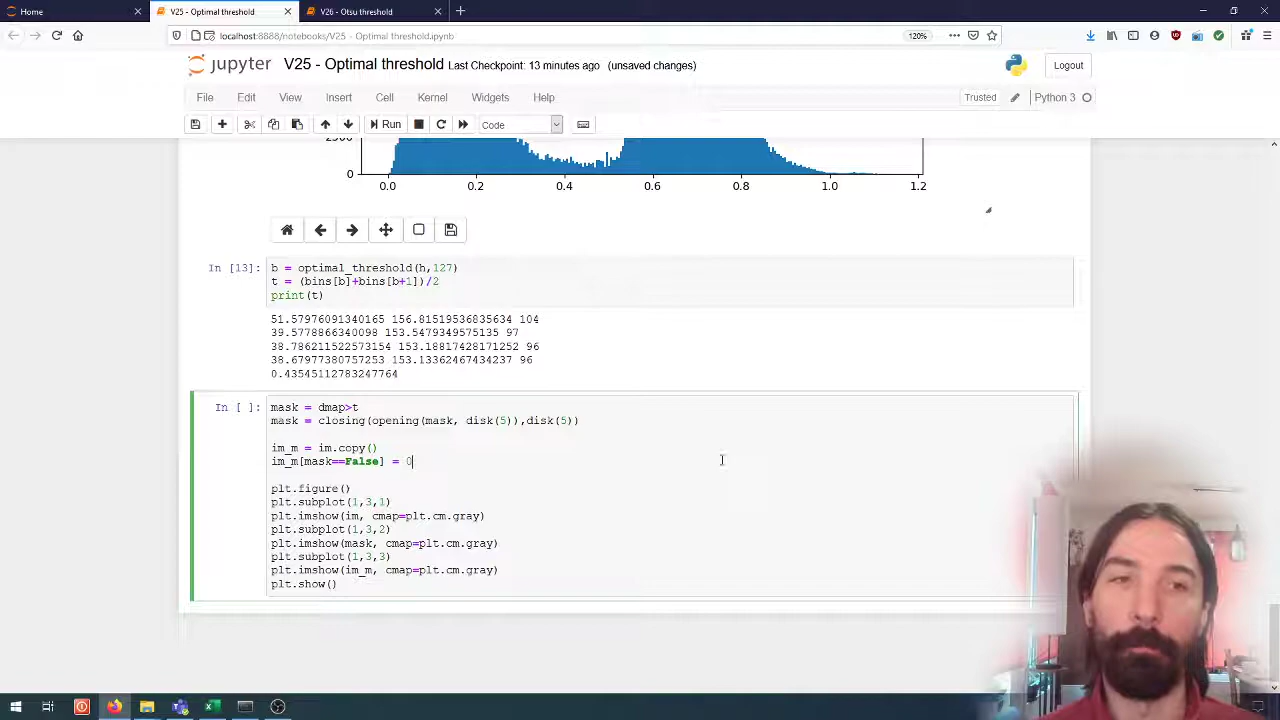 Home
V25 - Optimal threshold
V26 - Otsu threshold
localhost:8888/notebooks/V25 - Optimal threshold.ipynb
120%
jupyter V25 - Optimal threshold Last Checkpoint: 13 minutes ago (unsaved changes)
Logout
File Edit View Insert Cell Kernel Widgets Help
Trusted
Python 3
Run
Code
2500
0
0.0 0.2 0.4 0.6 0.8 1.0 1.2
In [13]:
b = optimal_threshold(h,127)
t = (bins[b]+bins[b+1])/2
print(t)
51.57976091340165 156.81519536835634 104
39.5778866340098 153.5479349575135 97
38.786211522573154 153.18817428171252 96
38.67977380757253 153.13362467434237 96
0.43545112783247764
In [ ]:
mask = dmap>t
mask = closing(opening(mask, disk(5)),disk(5))
im_m = im.copy()
im_m[mask==False] = 0
plt.figure()
plt.subplot(1,3,1)
plt.imshow(im, cmap=plt.cm.gray)
plt.subplot(1,3,2)
plt.imshow(mask, cmap=plt.cm.gray)
plt.subplot(1,3,3)
plt.imshow(im_m, cmap=plt.cm.gray)
plt.show()